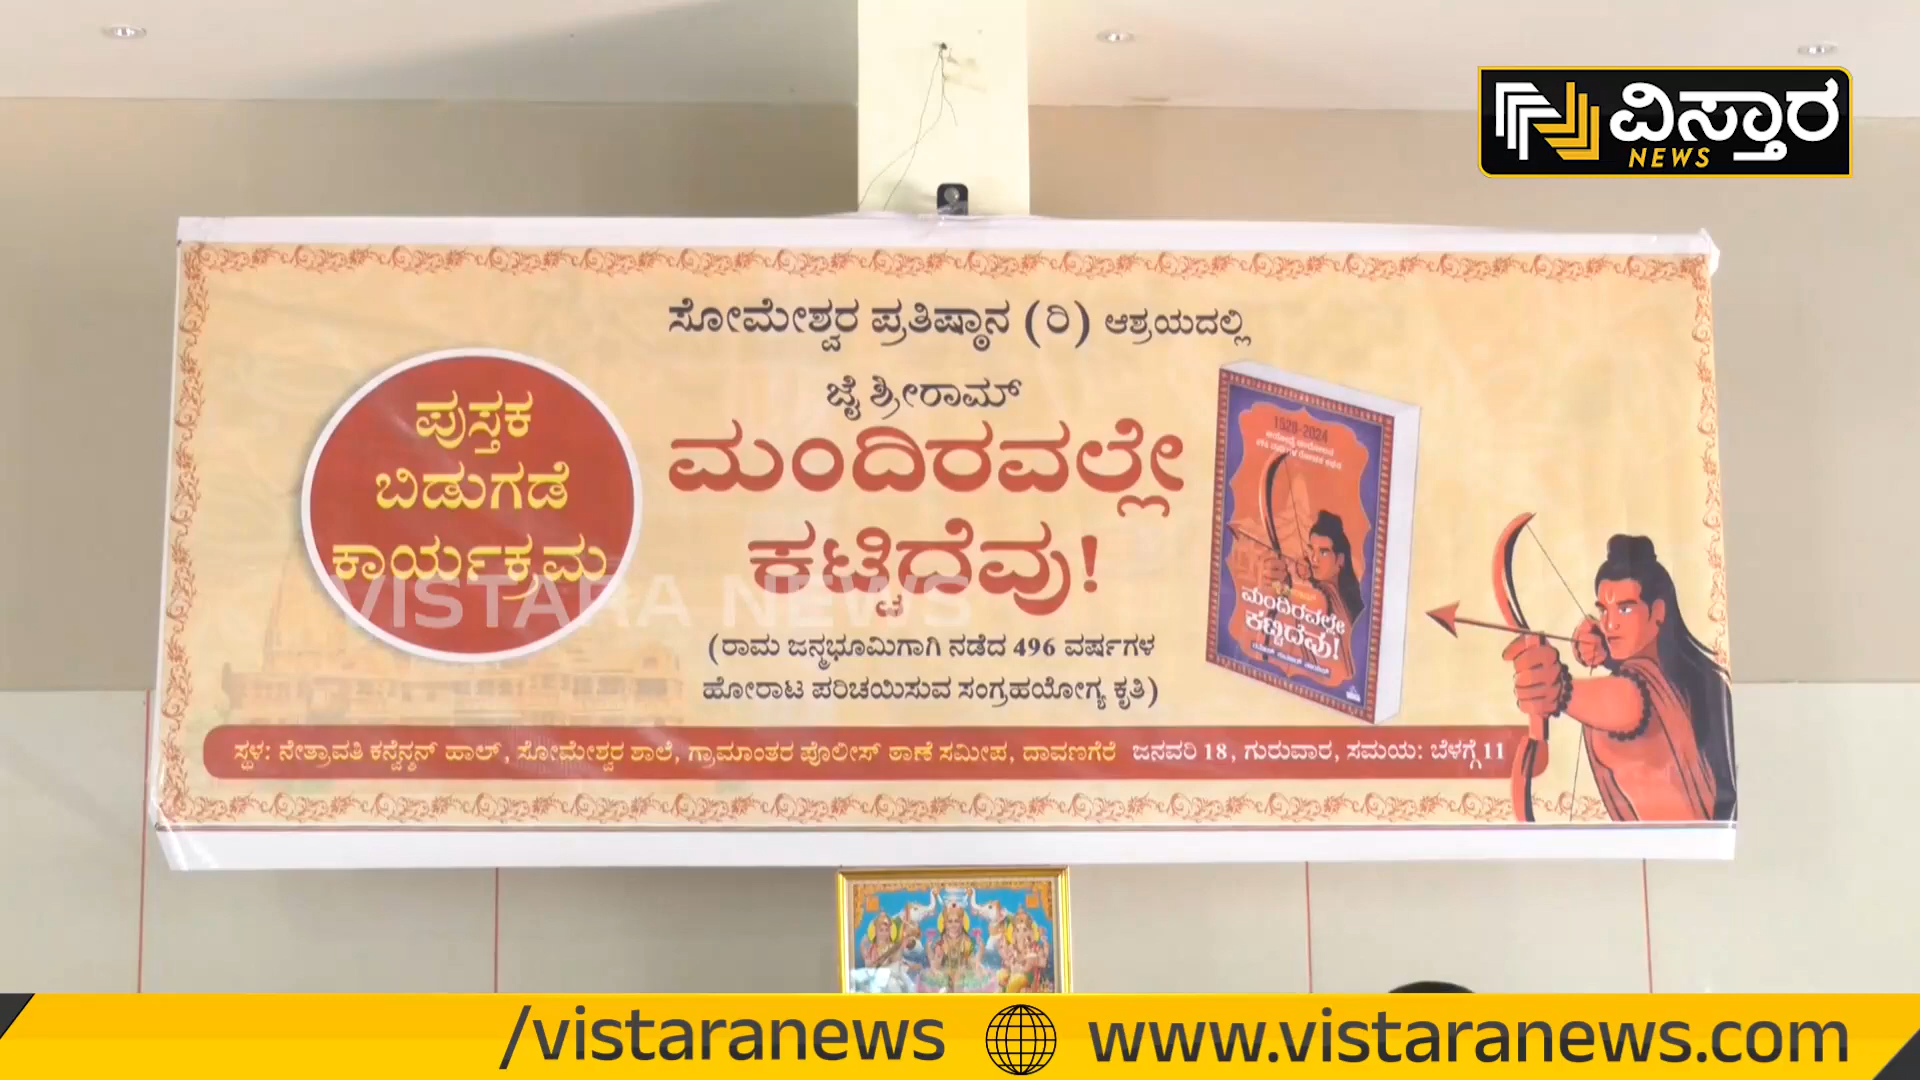 ವಿಸ್ತಾರ
NEWS
ಸೋಮೇಶ್ವರ ಪ್ರತಿಷ್ಠಾನ (ರಿ) ಆಶ್ರಯದಲ್ಲಿ
ಪುಸ್ತಕ
ಬಿಡುಗಡೆ
ಕಾರ್ಯಕ್ರಮ
ಜೈ ಶ್ರೀರಾಮ್
ಮಂದಿರವಲ್ಲೇ
ಕಟ್ಟಿದೆವು!
(ರಾಮ ಜನ್ಮಭೂಮಿಗಾಗಿ ನಡೆದ 496 ವರ್ಷಗಳ
ಹೋರಾಟ ಪರಿಚಯಿಸುವ ಸಂಗ್ರಹಯೋಗ್ಯ ಕೃತಿ)
1528-2024
ಮಂದಿರವಲ್ಲೇ
ಕಟ್ಟಿದೆವು!
VISTARA NEWS
ಸ್ಥಳ: ನೇತ್ರಾವತಿ ಕನ್ವೆನ್ಶನ್ ಹಾಲ್, ಸೋಮೇಶ್ವರ ಶಾಲೆ, ಗ್ರಾಮಾಂತರ ಪೊಲೀಸ್ ಠಾಣೆ ಸಮೀಪ, ದಾವಣಗೆರೆ ಜನವರಿ 18, ಗುರುವಾರ, ಸಮಯ: ಬೆಳಗ್ಗೆ 11
/vistaranews www.vistaranews.com